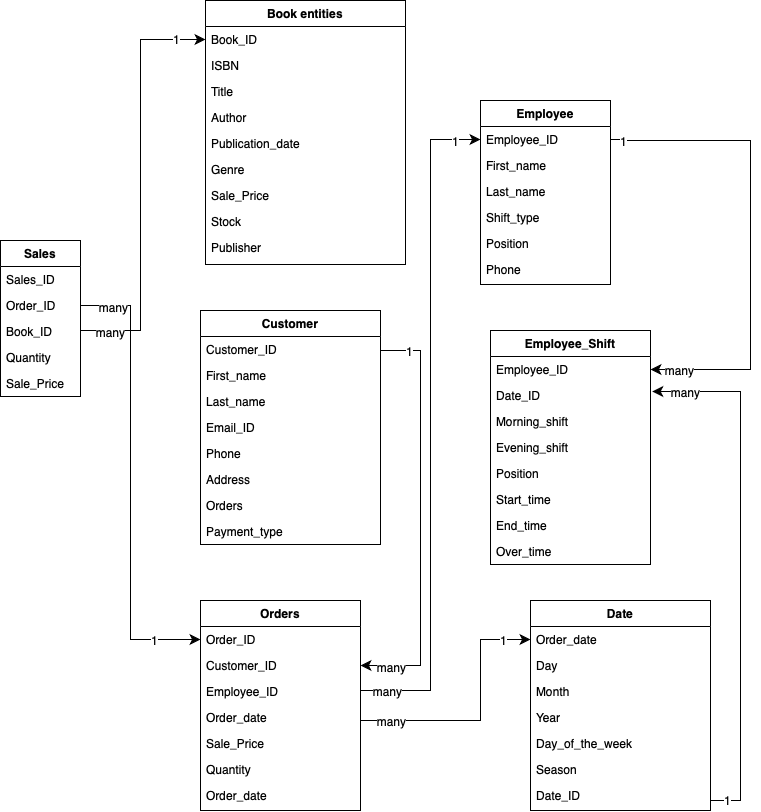 Book entities
Book_ID
ISBN
Title
Author
Publication_date
Genre
Sale_Price
Stock
Publisher
1
Employee
Employee_ID
First_name
Last_name
Shift_type
Position
Phone
1
1
Sales
Sales_ID
Order_ID
Book_ID
Quantity
Sale_Price
many
many
Customer
Customer_ID
First_name
Last_name
Email_ID
Phone
Address
Orders
Payment_type
1
Employee_Shift
Employee_ID
Date_ID
Morning_shift
Evening_shift
Position
Start_time
End_time
Over_time
many
many
Orders
Order_ID
Customer_ID
Employee_ID
Order_date
Sale_Price
Quantity
Order_date
1
many
many
many
Date
Order_date
Day
Month
Year
Day_of_the_week
Season
Date_ID
1
1